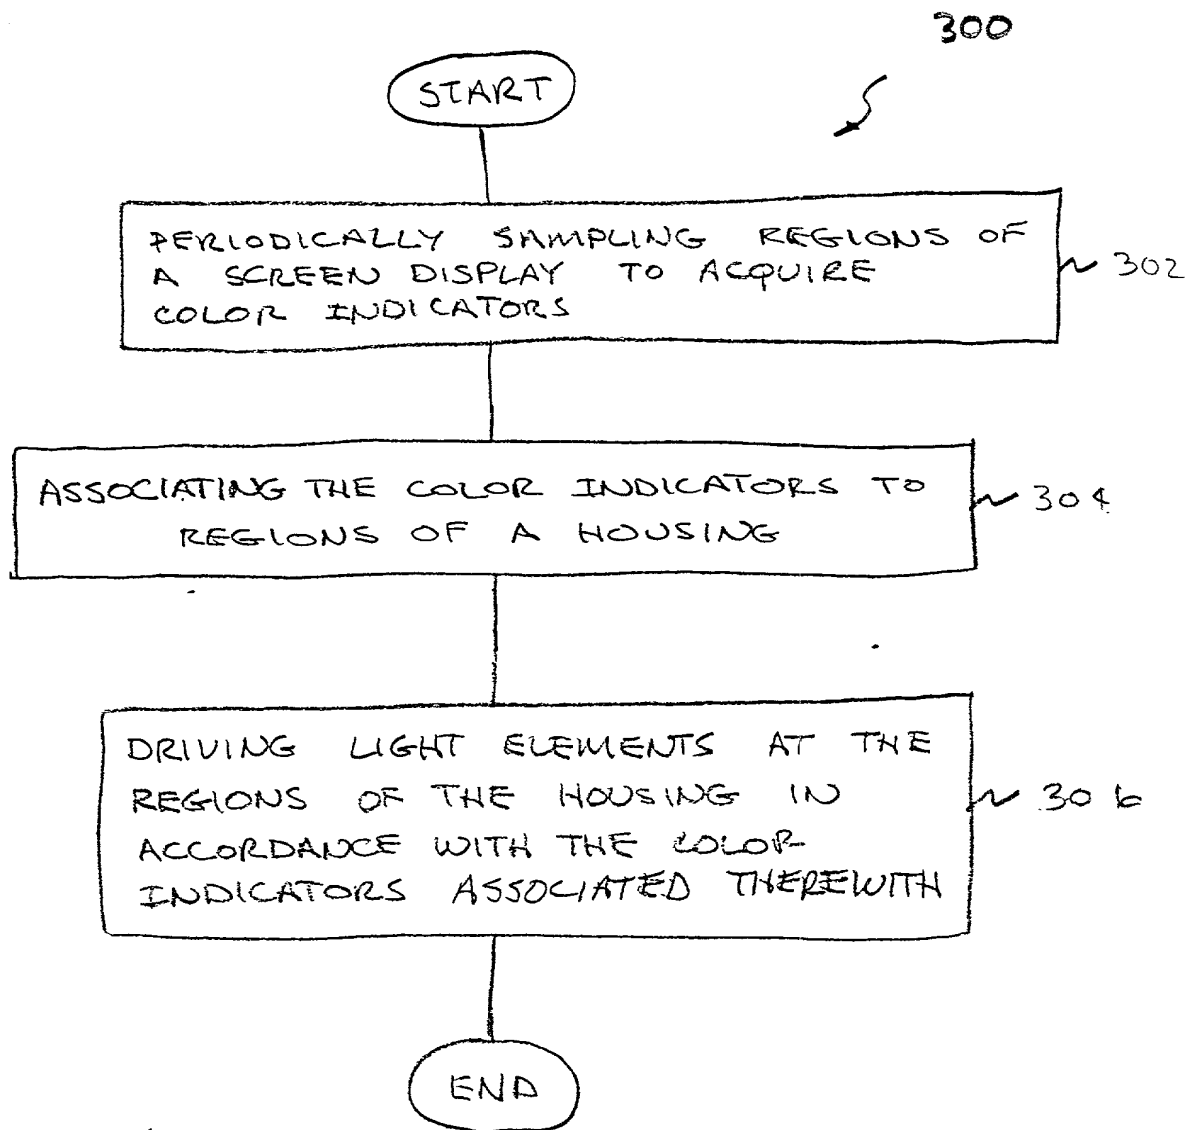 300
START
PERIODICALLY SAMPLING REGIONS OF
A SCREEN DISPLAY TO ACQUIRE
COLOR INDICATORS
302
ASSOCIATING THE COLOR INDICATORS TO
REGIONS OF A HOUSING
304
DRIVING LIGHT ELEMENTS AT THE
REGIONS OF THE HOUSING IN
ACCORDANCE WITH THE COLOR
INDICATORS ASSOCIATED THEREWITH
306
END